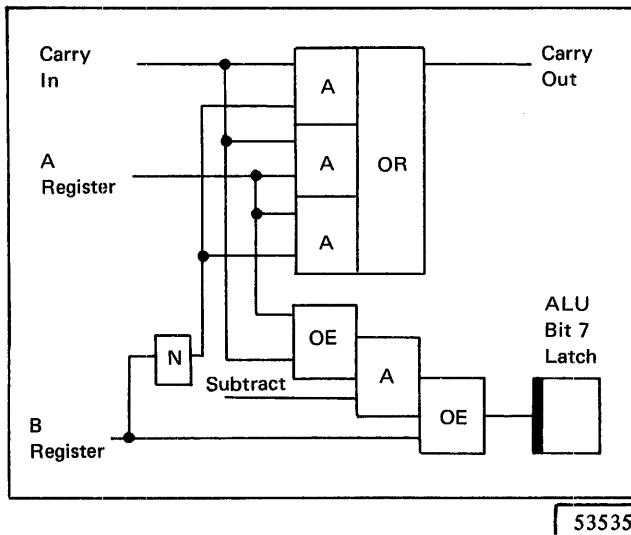 Carry
In
A
Register
A
A
A
OR
Carry
Out
N
OE
Subtract
A
OE
ALU
Bit 7
Latch
B
Register
53535